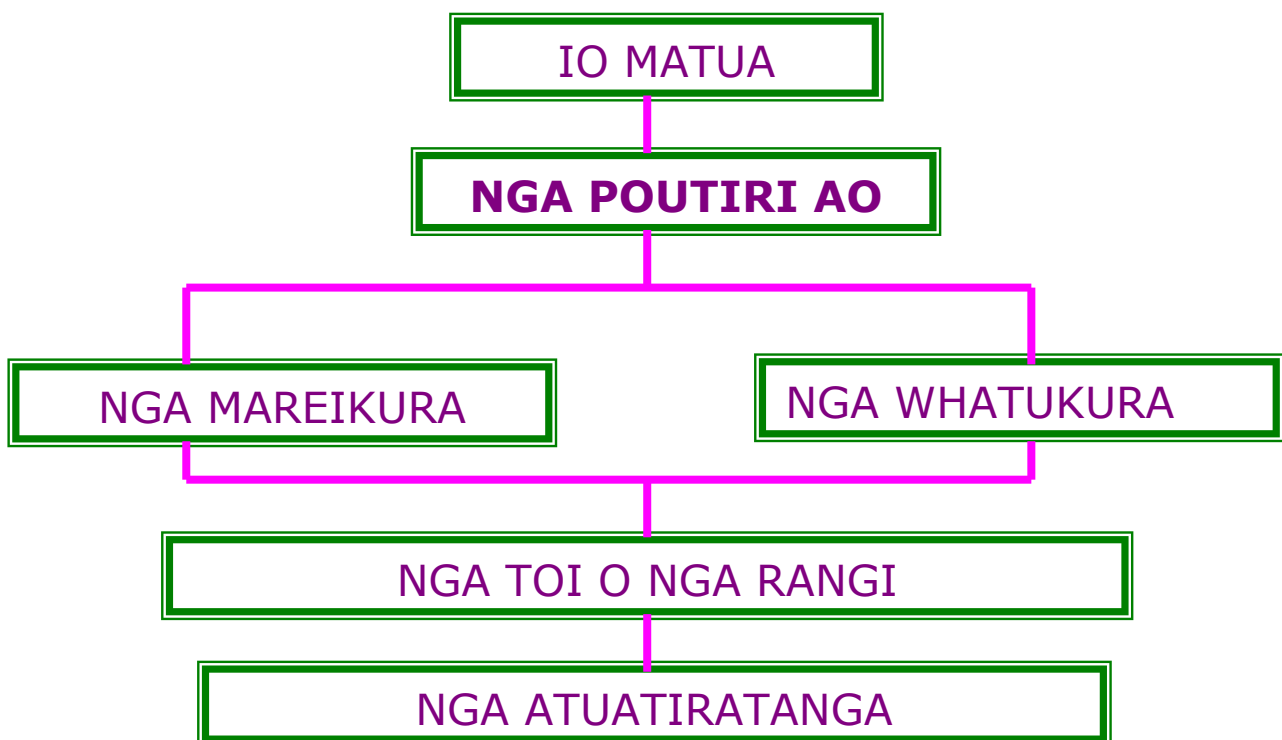 IO MATUA
NGA POUTIRI AO
NGA MAREIKURA
NGA WHATUKURA
NGA TOI O NGA RANGI
NGA ATUATIRATANGA